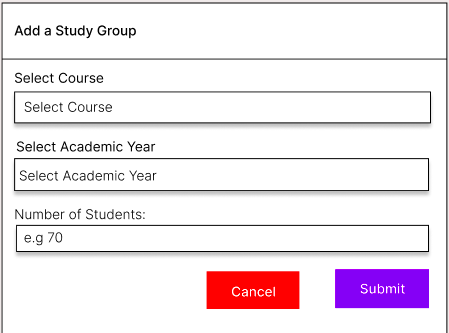 Add a Study Group
Select Course
Select Course
Select Academic Year
Select Academic Year
Number of Students:
e.g 70
Cancel
Submit